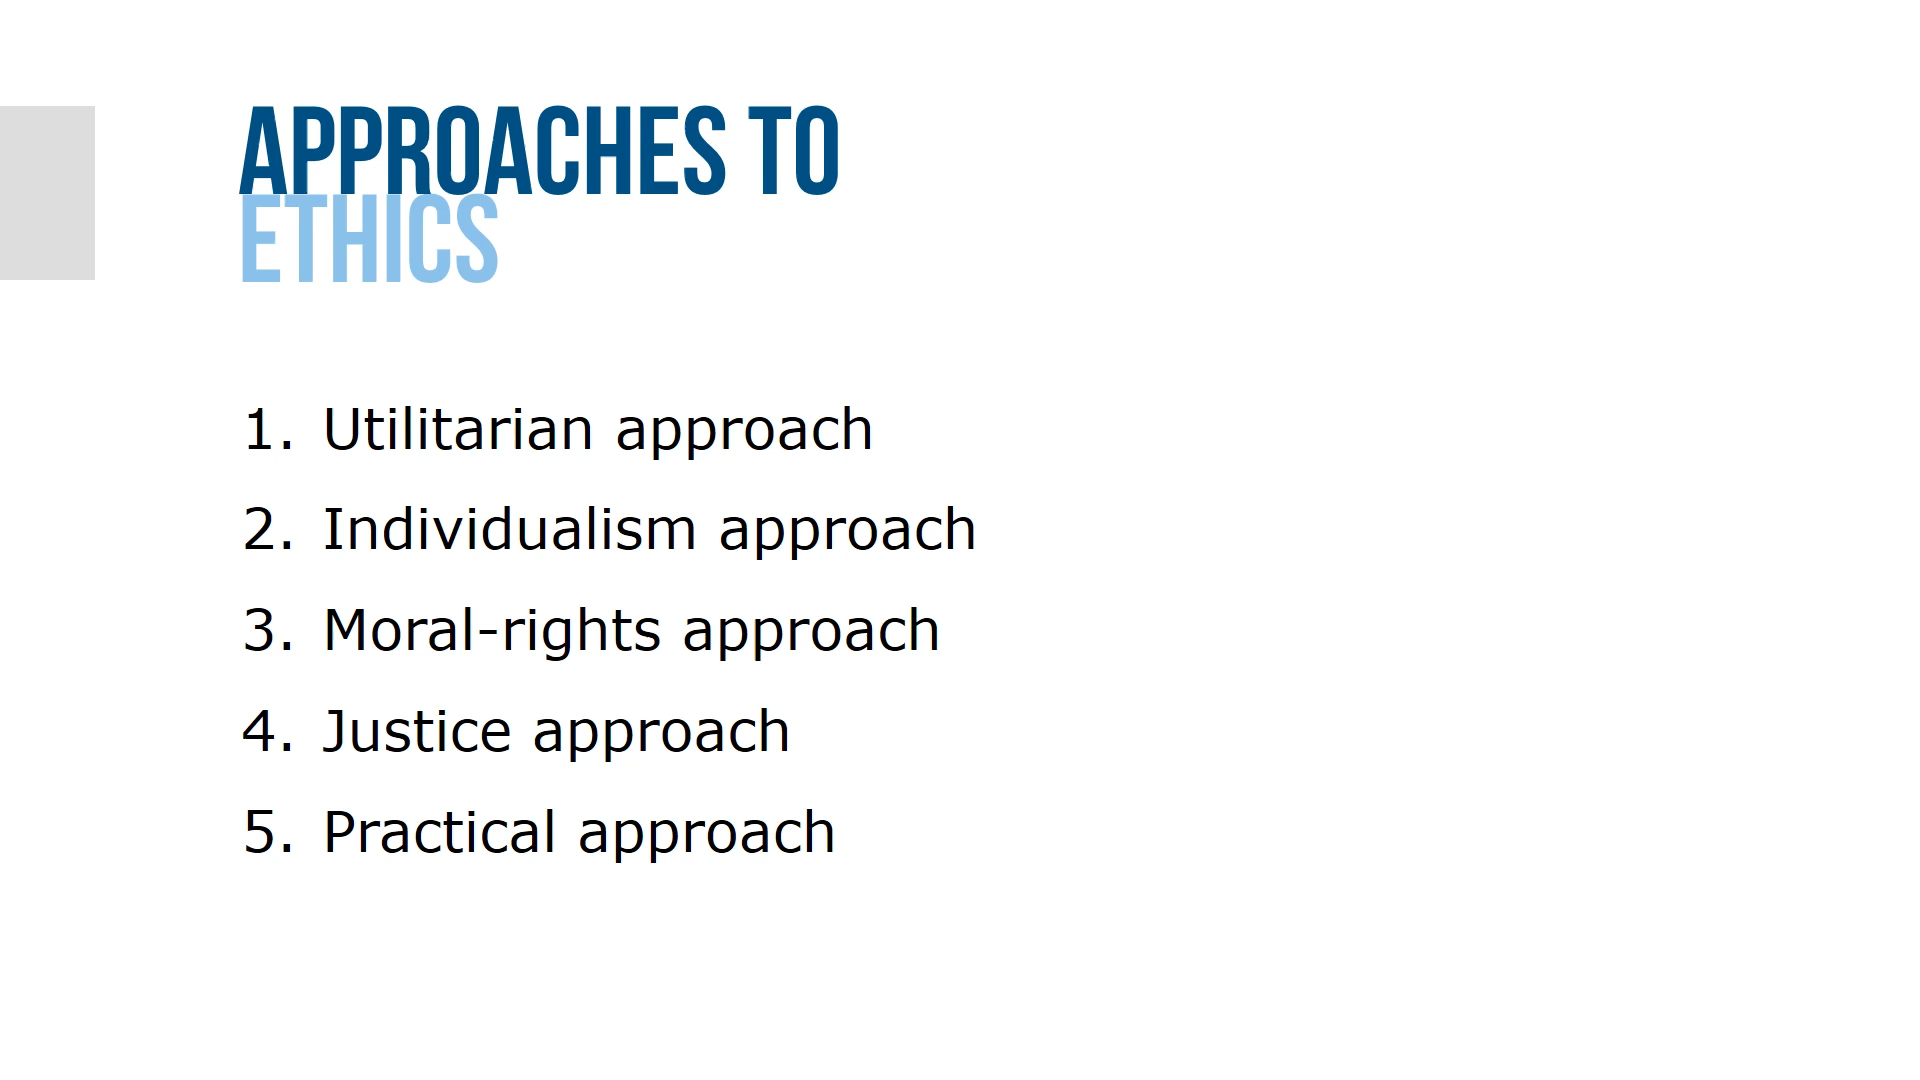 APPROACHES TO
ETHICS
1. Utilitarian approach
2. Individualism approach
3. Moral-rights approach
4. Justice approach
5. Practical approach